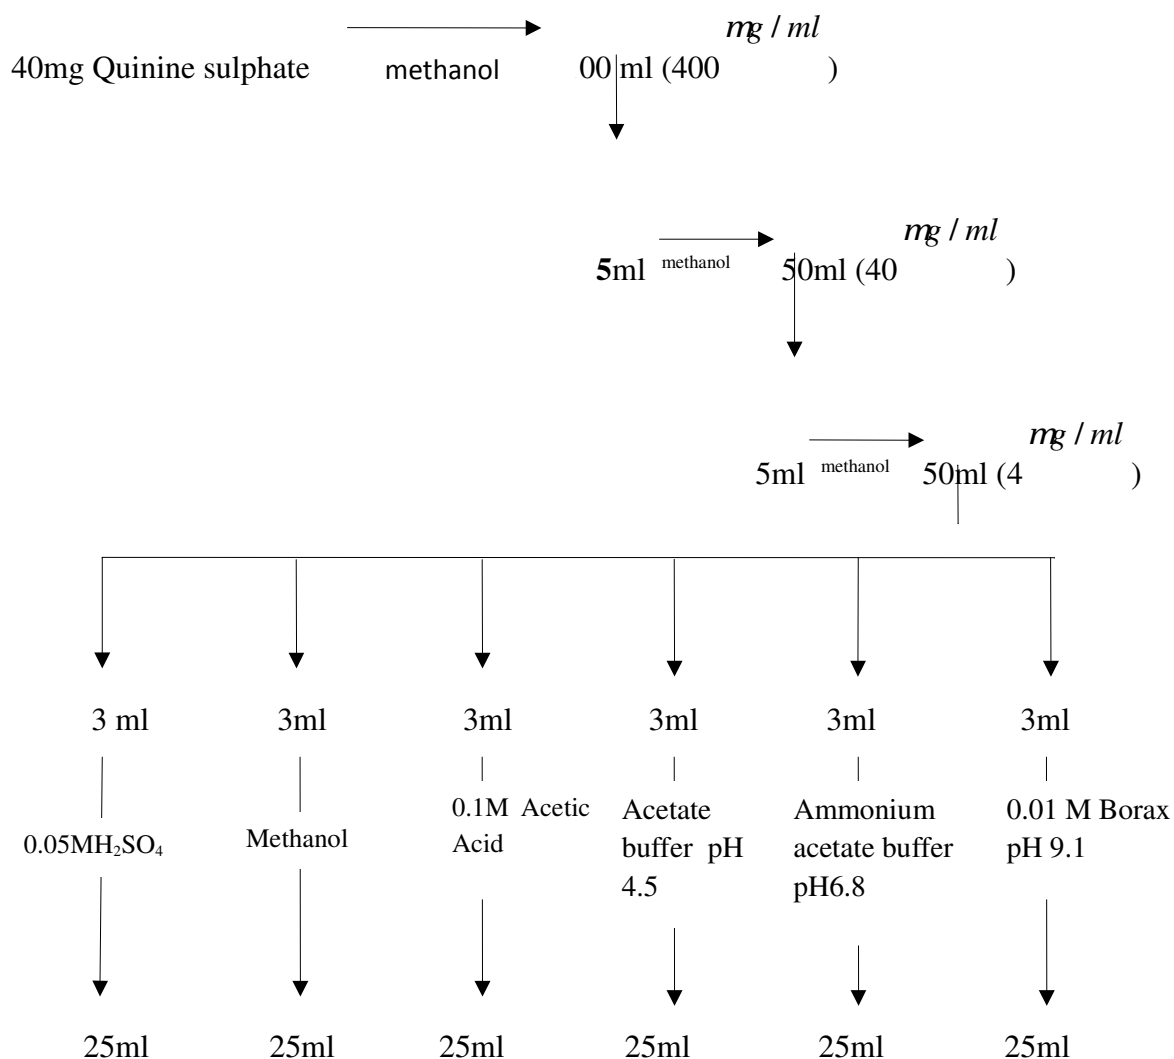 mg / ml
40mg Quinine sulphate methanol 00 ml (400 )
mg / ml
5ml methanol 50ml (40 )
mg / ml
5ml methanol 50ml (4 )
3 ml 3ml 3ml 3ml 3ml 3ml
0.05MH₂SO₄
Methanol
0.1M Acetic
Acid
Acetate
buffer pH
4.5
Ammonium
acetate buffer
pH6.8
0.01 M Borax
pH 9.1
25ml 25ml 25ml 25ml 25ml 25ml